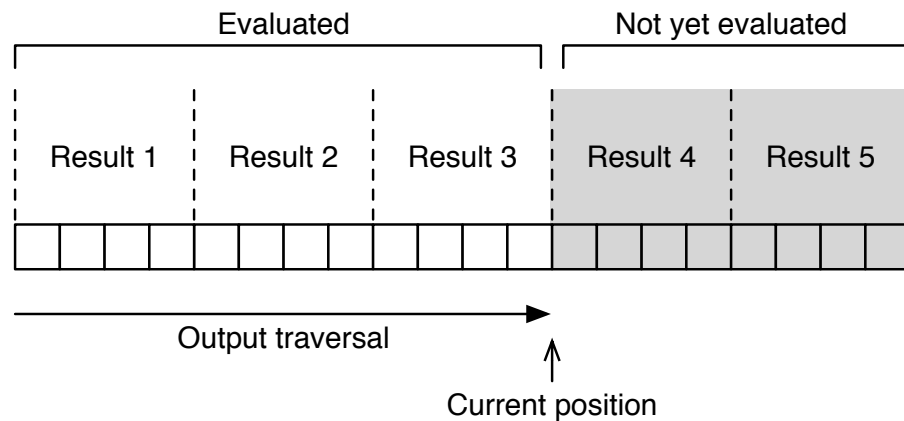 Evaluated
Not yet evaluated
Result 1
Result 2
Result 3
Result 4
Result 5
Output traversal
Current position